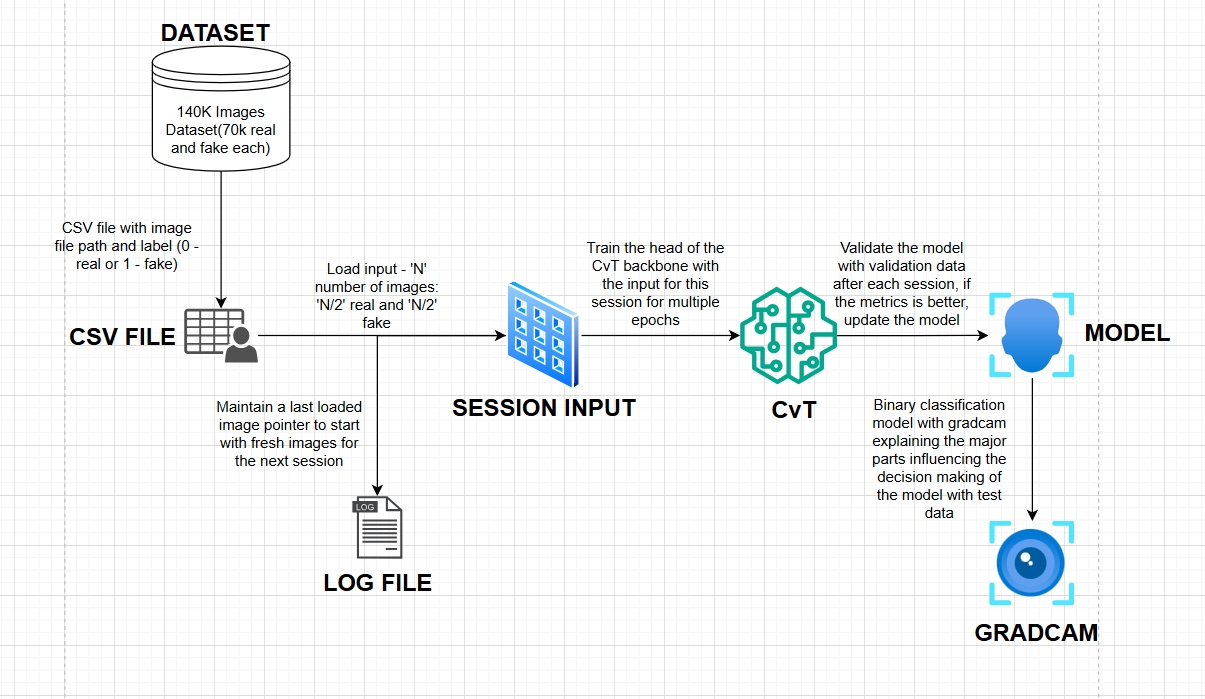 DATASET
140K Images
Dataset(70k real
and fake each)
CSV file with image
file path and label (0 -
real or 1 - fake)
CSV FILE
Load input - 'N'
number of images:
'N/2' real and 'N/2'
fake
Maintain a last loaded
image pointer to start
with fresh images for
the next session
LOG
LOG FILE
SESSION INPUT
Train the head of the
CvT backbone with
the input for this
session for multiple
epochs
CvT
Validate the model
with validation data
after each session, if
the metrics is better,
update the model
MODEL
Binary classification
model with gradcam
explaining the major
parts influencing the
decision making of
the model with test
data
GRADCAM